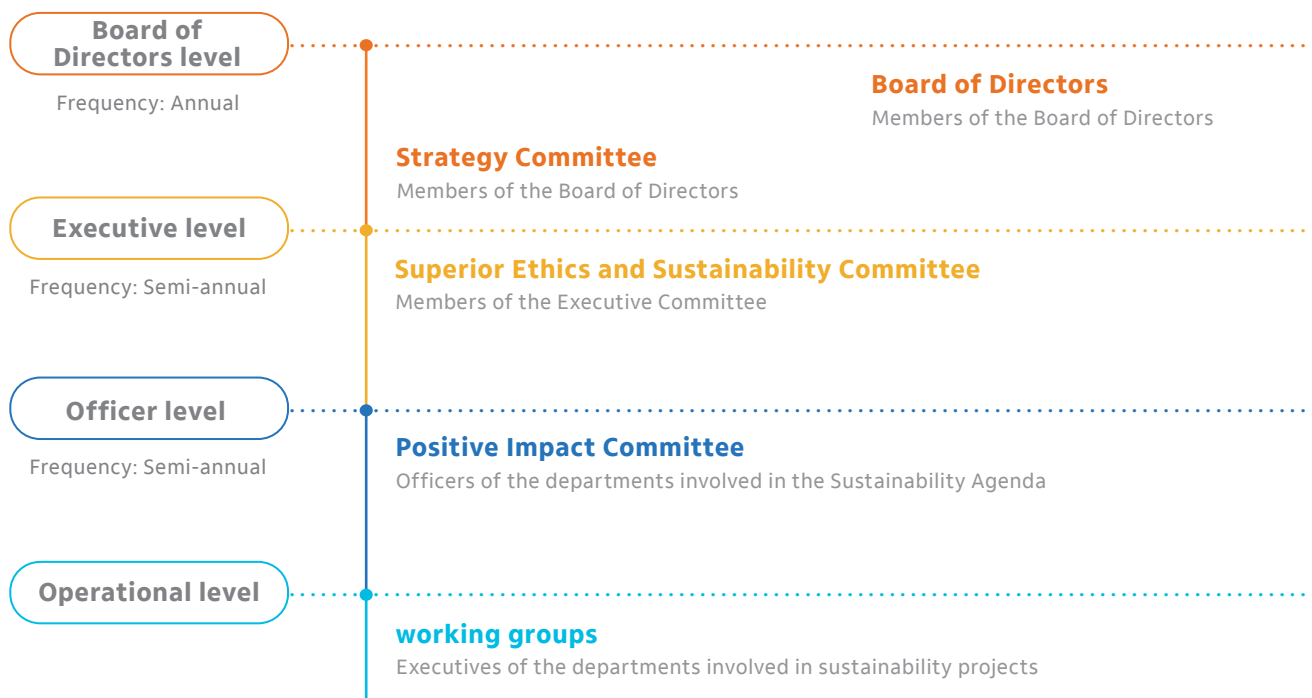 Board of
Directors level
Frequency: Annual
Board of Directors
Members of the Board of Directors
Strategy Committee
Members of the Board of Directors
Executive level
Frequency: Semi-annual
Superior Ethics and Sustainability Committee
Members of the Executive Committee
Officer level
Frequency: Semi-annual
Positive Impact Committee
Officers of the departments involved in the Sustainability Agenda
Operational level
working groups
Executives of the departments involved in sustainability projects